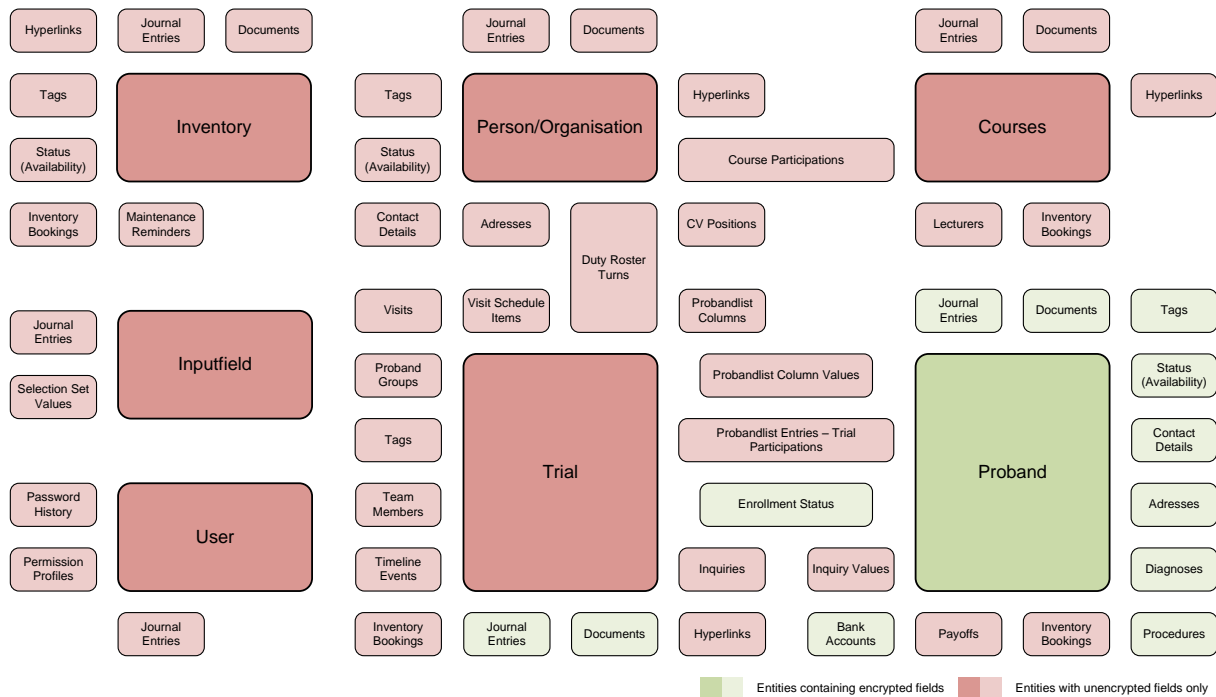 Hyperlinks
Journal
Entries
Documents
Journal
Entries
Documents
Journal
Entries
Documents
Tags
Inventory
Tags
Person/Organisation
Hyperlinks
Courses
Hyperlinks
Status
(Availability)
Status
(Availability)
Course Participations
Inventory
Bookings
Maintenance
Reminders
Contact
Details
Adresses
Duty Roster
Turns
CV Positions
Lecturers
Inventory
Bookings
Visits
Visit Schedule
Items
Probandlist
Columns
Journal
Entries
Documents
Tags
Journal
Entries
Inputfield
Selection Set
Values
Proband
Groups
Probandlist Column Values
Status
(Availability)
Tags
Probandlist Entries – Trial
Participations
Contact
Details
Trial
Proband
Password
History
User
Team
Members
Enrollment Status
Adresses
Permission
Profiles
Timeline
Events
Inquiries
Inquiry Values
Diagnoses
Journal
Entries
Inventory
Bookings
Journal
Entries
Documents
Hyperlinks
Bank
Accounts
Payoffs
Inventory
Bookings
Procedures
Entities containing encrypted fields
Entities with unencrypted fields only